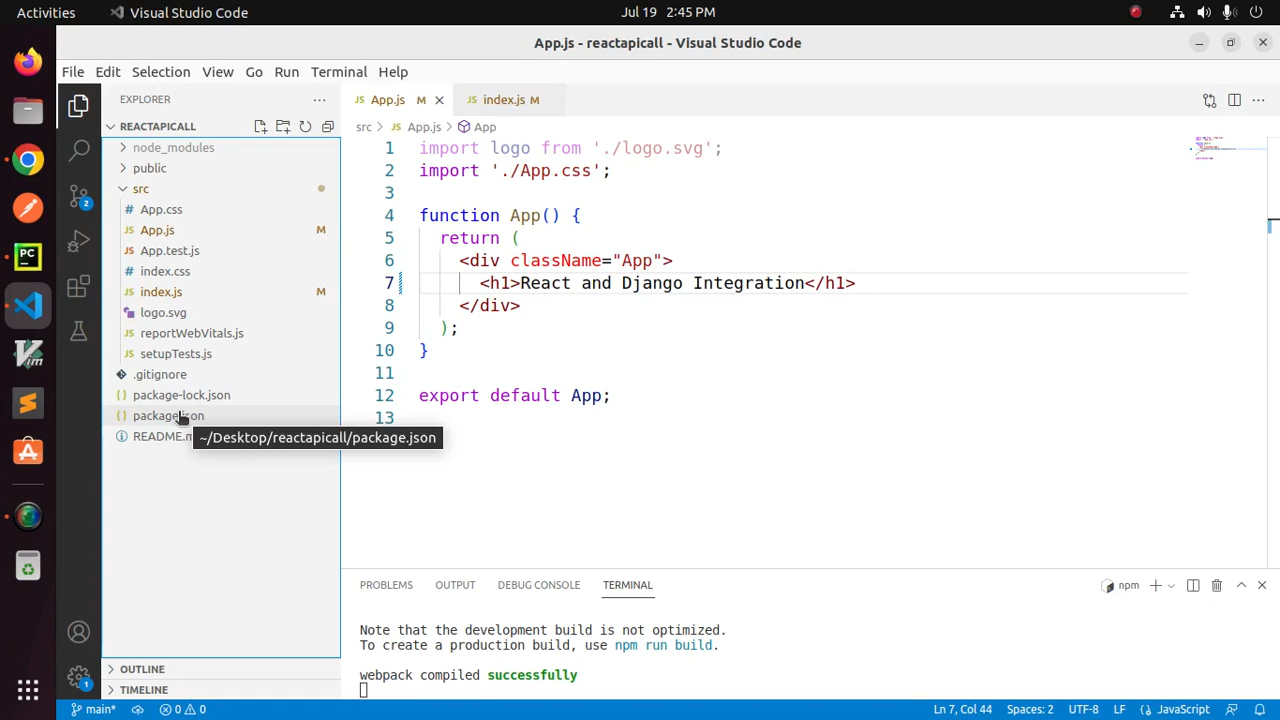 Activities
Visual Studio Code
Jul 19 2:45 PM
App.js - reactapicall - Visual Studio Code
File Edit Selection View Go Run Terminal Help
EXPLORER
REACTAPICALL
node_modules
public
src
App.css
App.js M
App.test.js
index.css
index.js M
logo.svg
reportWebVitals.js
setupTests.js
.gitignore
package-lock.json
~/Desktop/reactapicall/package.json
OUTLINE
TIMELINE
App.js M
index.js M
src > App.js > App
1 import logo from './logo.svg';
2 import './App.css';
3
4 function App() {
5 return (
6 <div className="App">
7 <h1>React and Django Integration</h1>
8 </div>
9 );
10 }
11
12 export default App;
13
PROBLEMS OUTPUT DEBUG CONSOLE TERMINAL
npm
Note that the development build is not optimized.
To create a production build, use npm run build.
webpack compiled successfully
main* 0 0 Ln 7, Col 44 Spaces: 2 UTF-8 LF JavaScript
2
1
PC